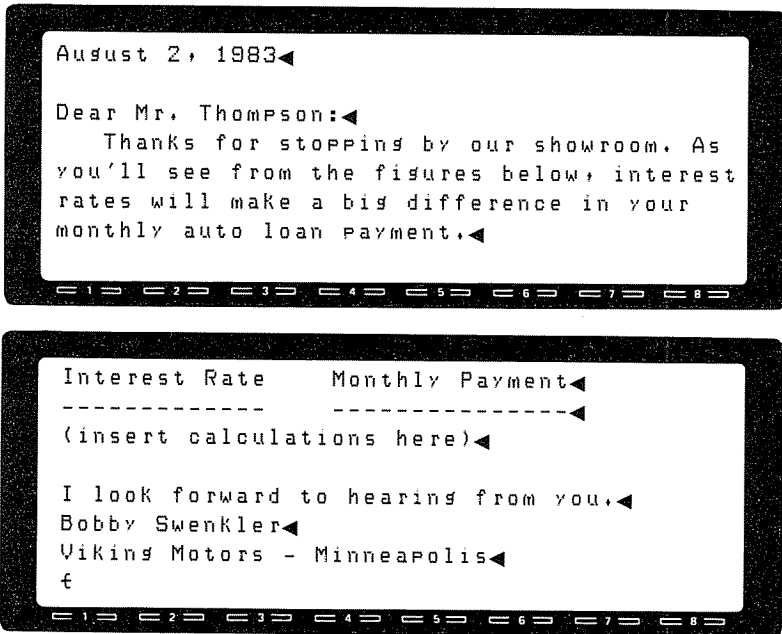 August 2, 1983◄
Dear Mr. Thompson:◄
Thanks for stopping by our showroom. As
you'll see from the figures below, interest
rates will make a big difference in your
monthly auto loan payment.◄
1 2 3 4 5 6 7 8
Interest Rate Monthly Payment◄
------------- ---------------◄
(insert calculations here)◄
I look forward to hearing from you.◄
Bobby Swenkler◄
Viking Motors - Minneapolis◄
1 2 3 4 5 6 7 8